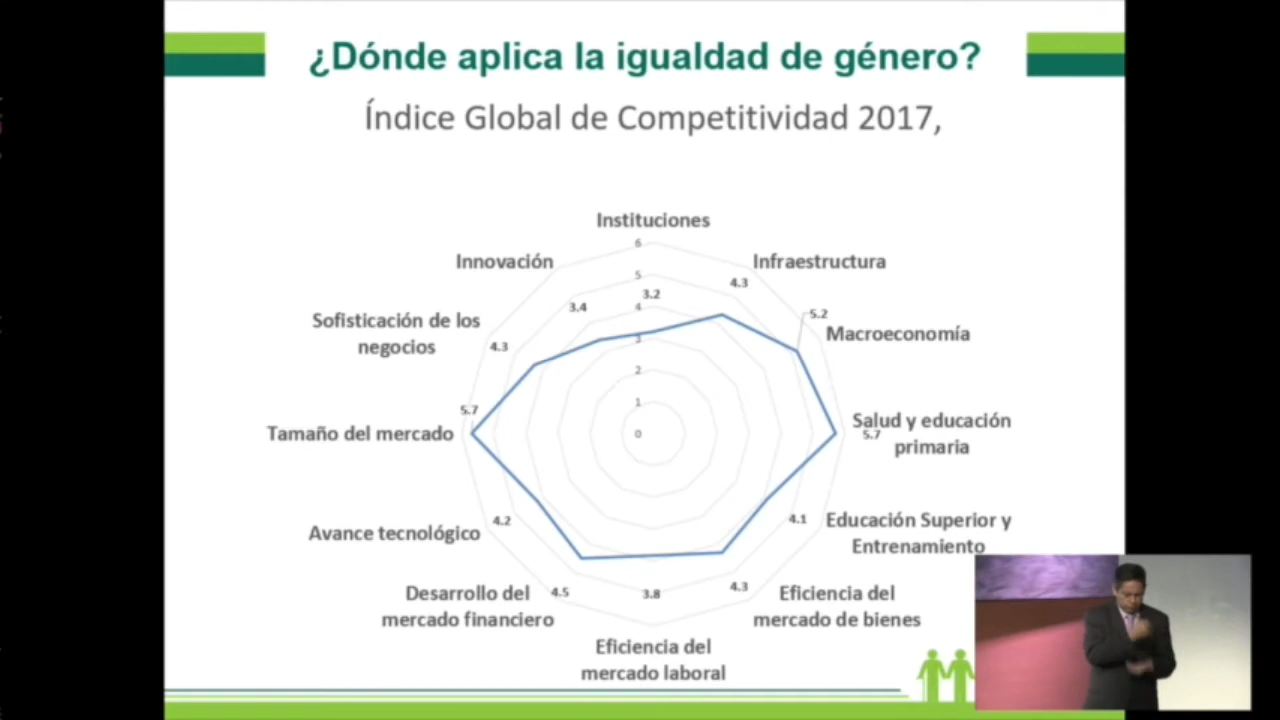 ¿Dónde aplica la igualdad de género?
Índice Global de Competitividad 2017,
Instituciones
6
Innovación
Infraestructura
5
4.3
3.2
3.4
4
5.2
Sofisticación de los
negocios
Macroeconomía
4.3
3
2
1
5.7
Tamaño del mercado
0
Salud y educación
primaria
5.7
Avance tecnológico
4.2
4.1
Educación Superior y
Entrenamiento
Desarrollo del
mercado financiero
4.5
3.8
4.3
Eficiencia del
mercado de bienes
Eficiencia del
mercado laboral